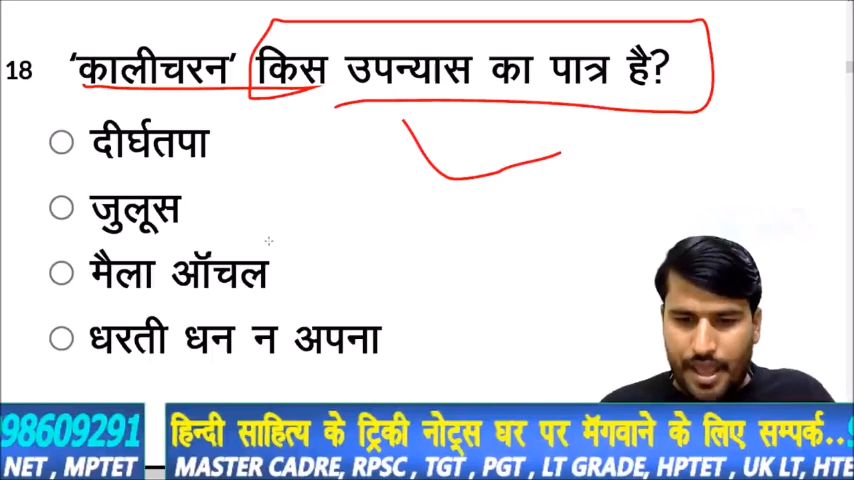 18 'कालीचरन' किस उपन्यास का पात्र है?
दीर्घतपा
जुलूस
मैला ऑचल
धरती धन न अपना
98609291 हिन्दी साहित्य के ट्रिकी नोट्स घर पर मॅगवाने के लिए सम्पर्क..
NET , MPTET MASTER CADRE, RPSC , TGT , PGT , LT GRADE, HPTET , UK LT, HTE